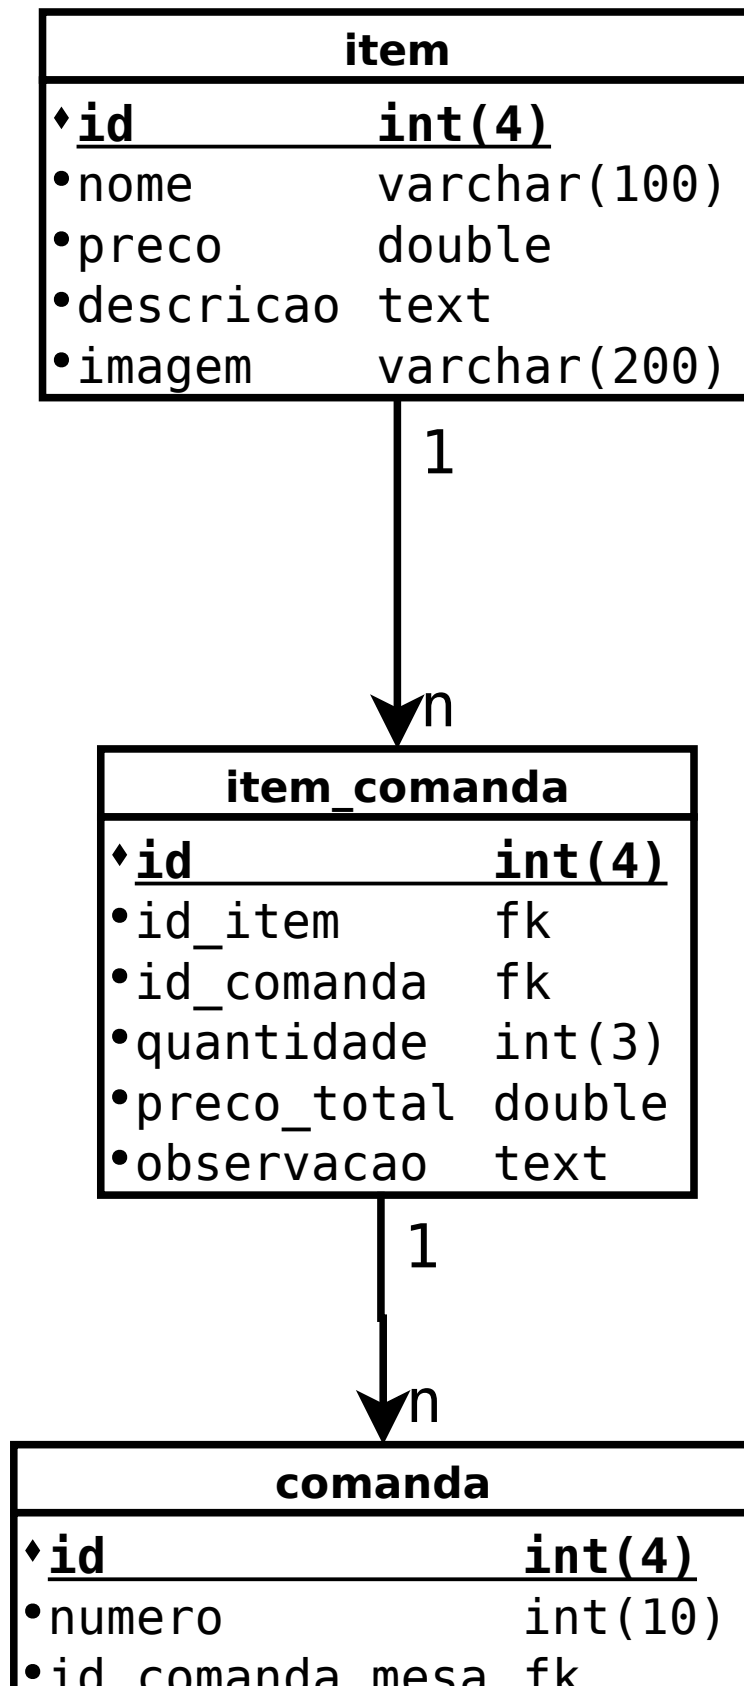 item
id int(4)
nome varchar(100)
preco double
descricao text
imagem varchar(200)
1
n
item_comanda
id int(4)
id_item fk
id_comanda fk
quantidade int(3)
preco_total double
observacao text
1
n
comanda
id int(4)
numero int(10)
id_comanda_mesa fk